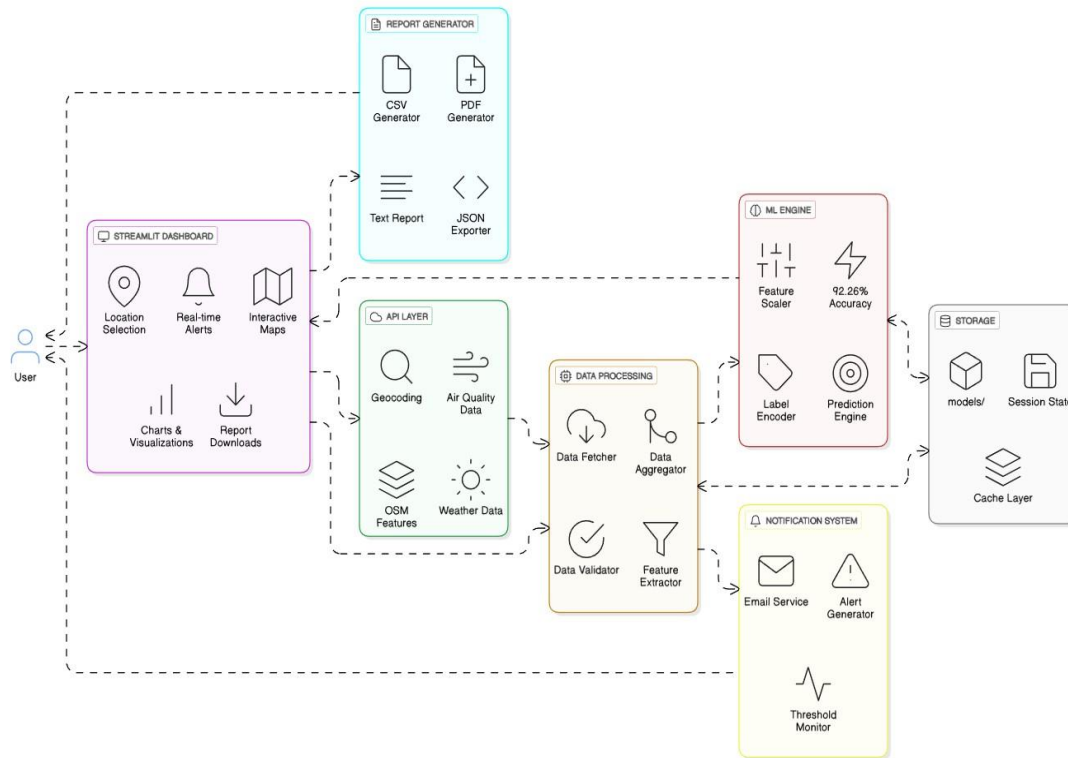 REPORT GENERATOR
CSV
Generator
PDF
Generator
Text Report
JSON
Exporter
STREAMLIT DASHBOARD
Location
Selection
Real-time
Alerts
Interactive
Maps
Charts &
Visualizations
Report
Downloads
User
API LAYER
Geocoding
Air Quality
Data
OSM
Features
Weather Data
DATA PROCESSING
Data Fetcher
Data
Aggregator
Data Validator
Feature
Extractor
ML ENGINE
Feature
Scaler
92.26%
Accuracy
Label
Encoder
Prediction
Engine
STORAGE
models/
Session State
Cache Layer
NOTIFICATION SYSTEM
Email Service
Alert
Generator
Threshold
Monitor